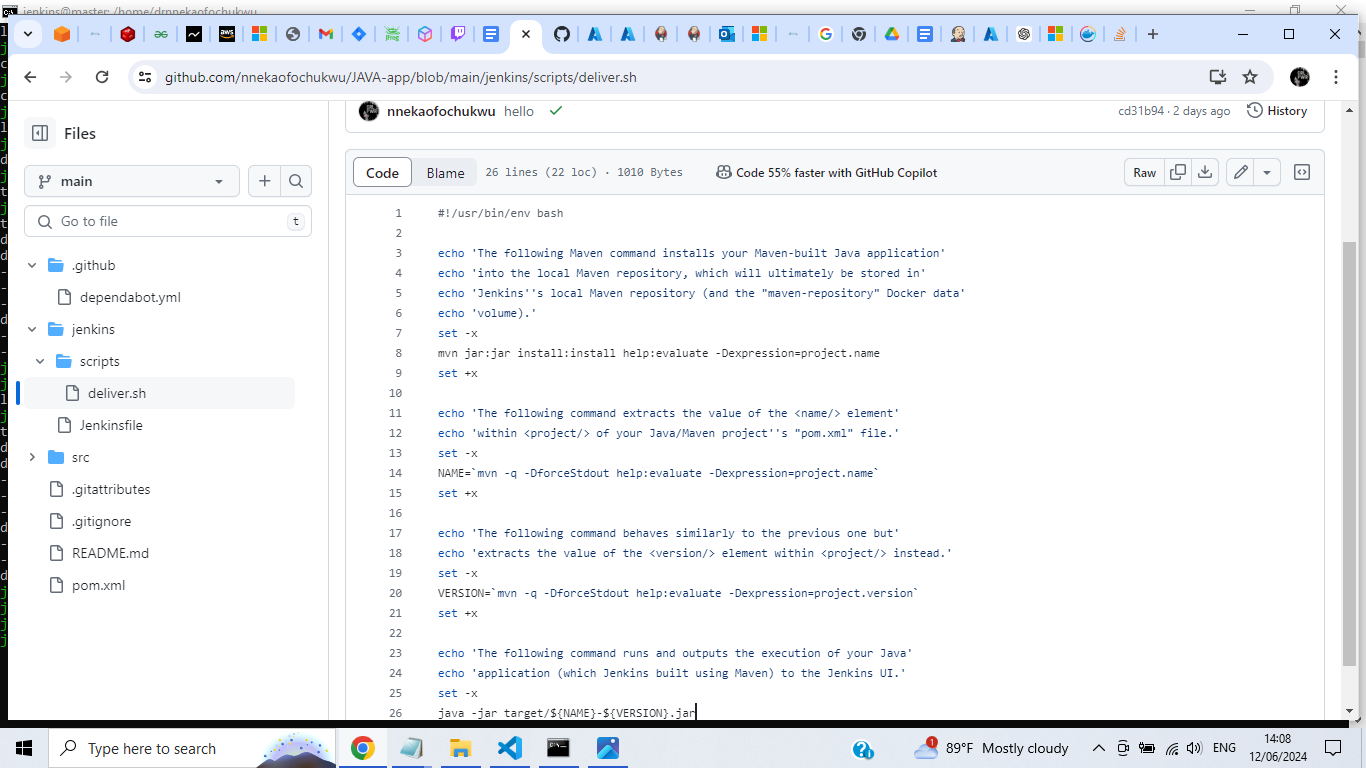 jenkins@master: /home/drnnekaofochukwu
github.com/nnekaofochukwu/JAVA-app/blob/main/jenkins/scripts/deliver.sh
Files
main
Go to file
t
.github
dependabot.yml
jenkins
scripts
deliver.sh
Jenkinsfile
src
.gitattributes
.gitignore
README.md
pom.xml
nnekaofochukwu hello
cd31b94 · 2 days ago
History
Code
Blame
26 lines (22 loc) · 1010 Bytes
Code 55% faster with GitHub Copilot
Raw
1 #!/usr/bin/env bash
2
3 echo 'The following Maven command installs your Maven-built Java application'
4 echo 'into the local Maven repository, which will ultimately be stored in'
5 echo 'Jenkins''s local Maven repository (and the "maven-repository" Docker data'
6 echo 'volume).'
7 set -x
8 mvn jar:jar install:install help:evaluate -Dexpression=project.name
9 set +x
10
11 echo 'The following command extracts the value of the <name/> element'
12 echo 'within <project/> of your Java/Maven project''s "pom.xml" file.'
13 set -x
14 NAME=`mvn -q -DforceStdout help:evaluate -Dexpression=project.name`
15 set +x
16
17 echo 'The following command behaves similarly to the previous one but'
18 echo 'extracts the value of the <version/> element within <project/> instead.'
19 set -x
20 VERSION=`mvn -q -DforceStdout help:evaluate -Dexpression=project.version`
21 set +x
22
23 echo 'The following command runs and outputs the execution of your Java'
24 echo 'application (which Jenkins built using Maven) to the Jenkins UI.'
25 set -x
26 java -jar target/${NAME}-${VERSION}.jar
Type here to search
1
89°F Mostly cloudy
ENG
14:08
12/06/2024